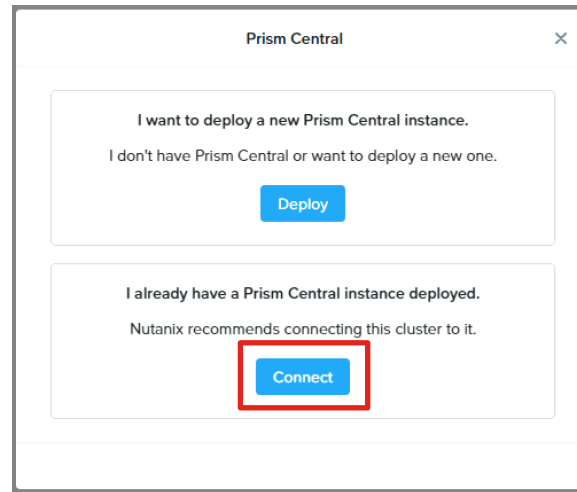 Prism Central
I want to deploy a new Prism Central instance.
I don't have Prism Central or want to deploy a new one.
Deploy
I already have a Prism Central instance deployed.
Nutanix recommends connecting this cluster to it.
Connect